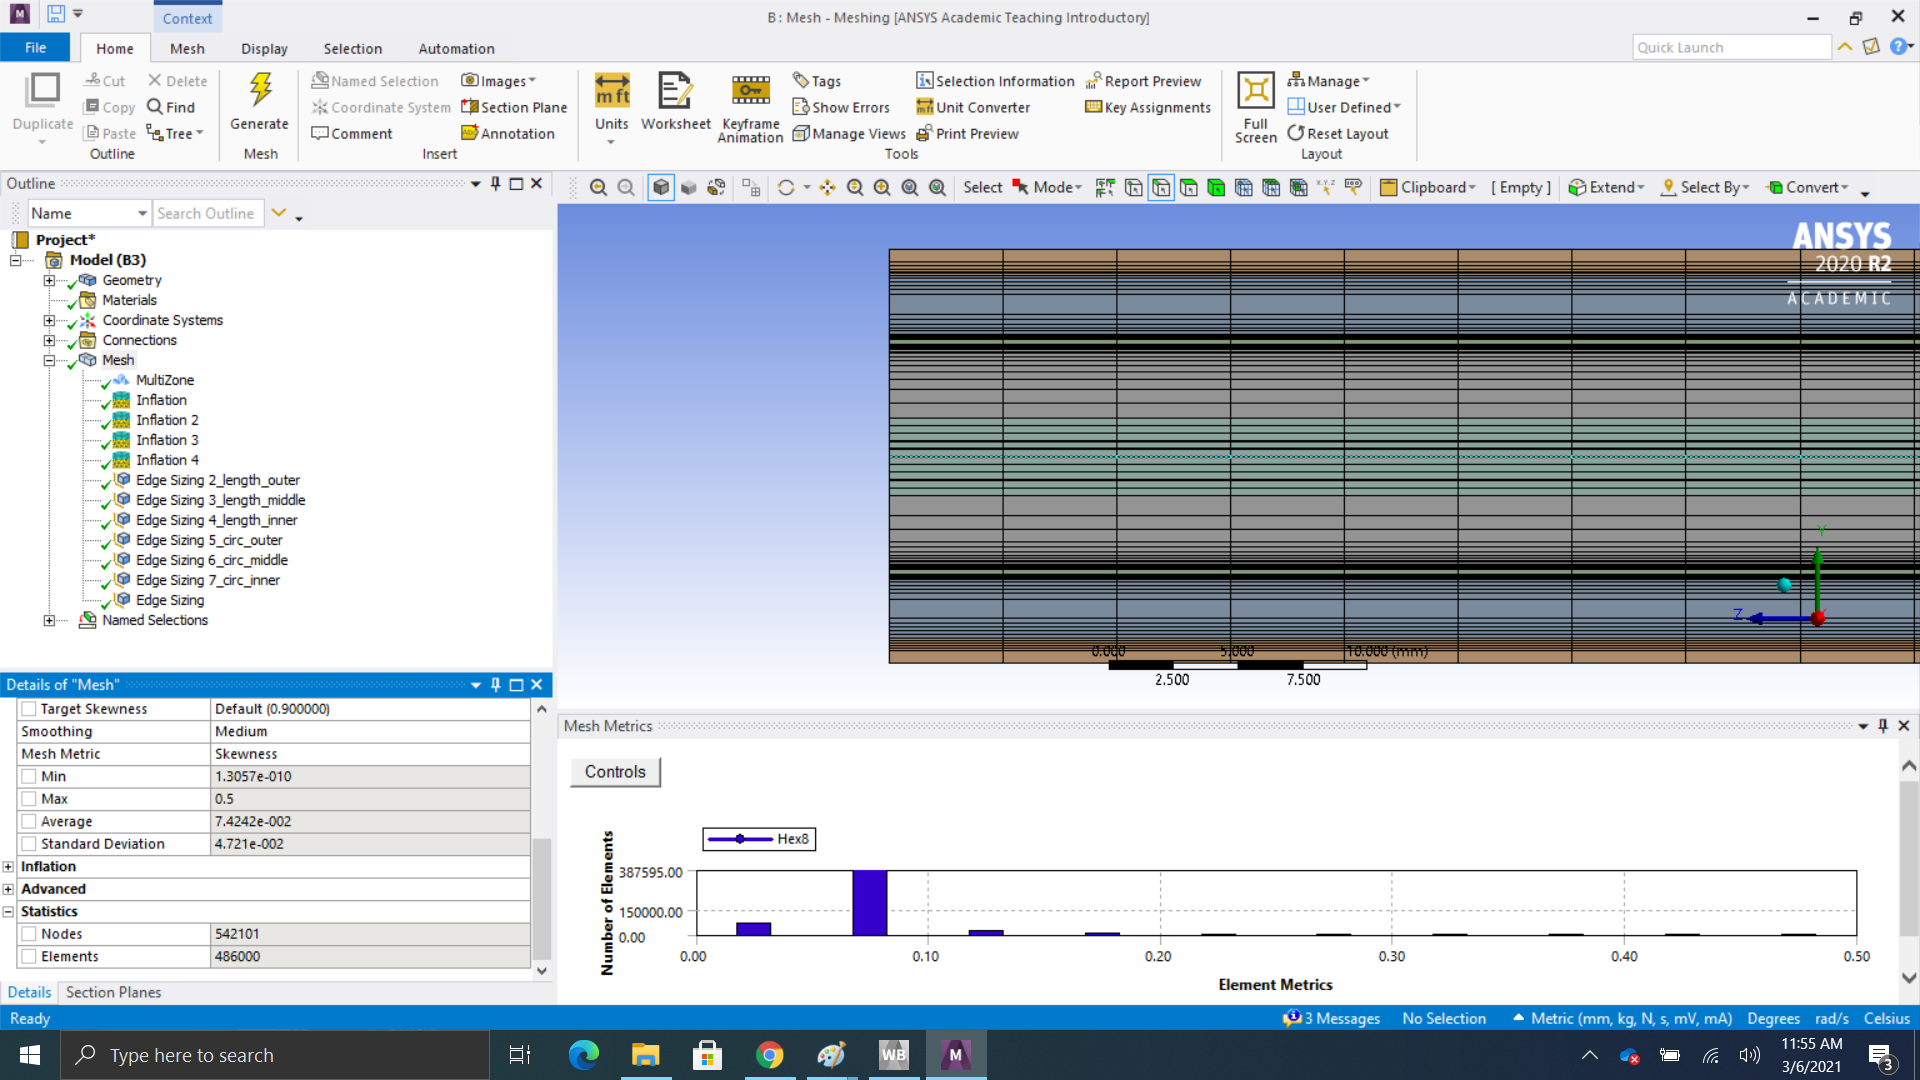 Context
B : Mesh - Meshing [ANSYS Academic Teaching Introductory]
File Home Mesh Display Selection Automation
Quick Launch
Duplicate
Cut
Copy
Paste
Delete
Find
Tree
Outline
Generate
Mesh
Named Selection
Coordinate System
Comment
Images
Section Plane
Annotation
Insert
mft
Units
Worksheet
Keyframe Animation
Tags
Show Errors
Manage Views
Selection Information
Unit Converter
Print Preview
Report Preview
Key Assignments
Tools
Full Screen
Manage
User Defined
Reset Layout
Layout
Outline
Name
Search Outline
Select Mode Clipboard [ Empty ] Extend Select By Convert
Project*
Model (B3)
Geometry
Materials
Coordinate Systems
Connections
Mesh
MultiZone
Inflation
Inflation 2
Inflation 3
Inflation 4
Edge Sizing 2_length_outer
Edge Sizing 3_length_middle
Edge Sizing 4_length_inner
Edge Sizing 5_circ_outer
Edge Sizing 6_circ_middle
Edge Sizing 7_circ_inner
Edge Sizing
Named Selections
ANSYS
2020 R2
ACADEMIC
Y
Z
X
0.000 5.000 10.000 (mm)
2.500 7.500
Details of "Mesh"
Target Skewness Default (0.900000)
Smoothing Medium
Mesh Metric Skewness
Min 1.3057e-010
Max 0.5
Average 7.4242e-002
Standard Deviation 4.721e-002
Inflation
Advanced
Statistics
Nodes 542101
Elements 486000
Details Section Planes
Mesh Metrics
Controls
Hex8
Number of Elements
387595.00
150000.00
0.00
0.00 0.10 0.20 0.30 0.40 0.50
Element Metrics
Ready 3 Messages No Selection Metric (mm, kg, N, s, mV, mA) Degrees rad/s Celsius
Type here to search
WB
M
11:55 AM
3/6/2021
3